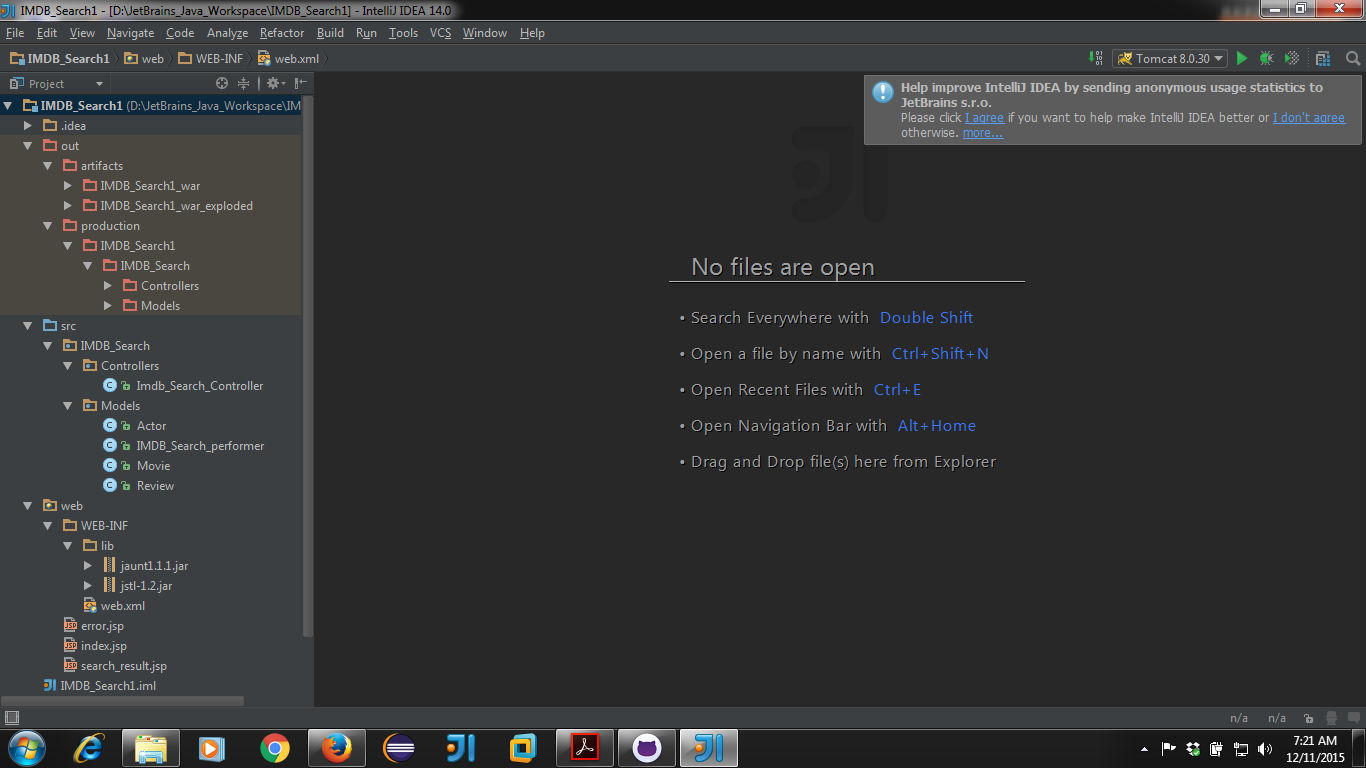 IMDB_Search1 - [D:\JetBrains_Java_Workspace\IMDB_Search1] - IntelliJ IDEA 14.0
File Edit View Navigate Code Analyze Refactor Build Run Tools VCS Window Help
IMDB_Search1 web WEB-INF web.xml
Tomcat 8.0.30
Project
Help improve IntelliJ IDEA by sending anonymous usage statistics to
JetBrains s.r.o.
Please click I agree if you want to help make IntelliJ IDEA better or I don't agree
otherwise. more...
IMDB_Search1 (D:\JetBrains_Java_Workspace\IM
.idea
out
artifacts
IMDB_Search1_war
IMDB_Search1_war_exploded
production
IMDB_Search1
IMDB_Search
Controllers
Models
src
IMDB_Search
Controllers
Imdb_Search_Controller
Models
Actor
IMDB_Search_performer
Movie
Review
web
WEB-INF
lib
jaunt1.1.1.jar
jstl-1.2.jar
web.xml
error.jsp
index.jsp
search_result.jsp
IMDB_Search1.iml
No files are open
• Search Everywhere with Double Shift
• Open a file by name with Ctrl+Shift+N
• Open Recent Files with Ctrl+E
• Open Navigation Bar with Alt+Home
• Drag and Drop file(s) here from Explorer
n/a n/a
7:21 AM
12/11/2015